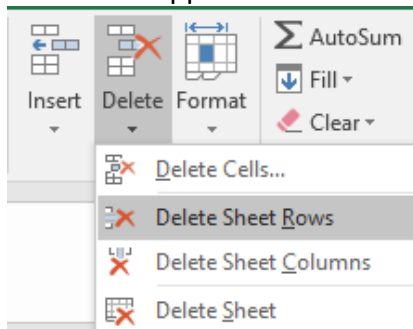 AutoSum
Fill
Clear
Insert Delete Format
Delete Cells...
Delete Sheet Rows
Delete Sheet Columns
Delete Sheet